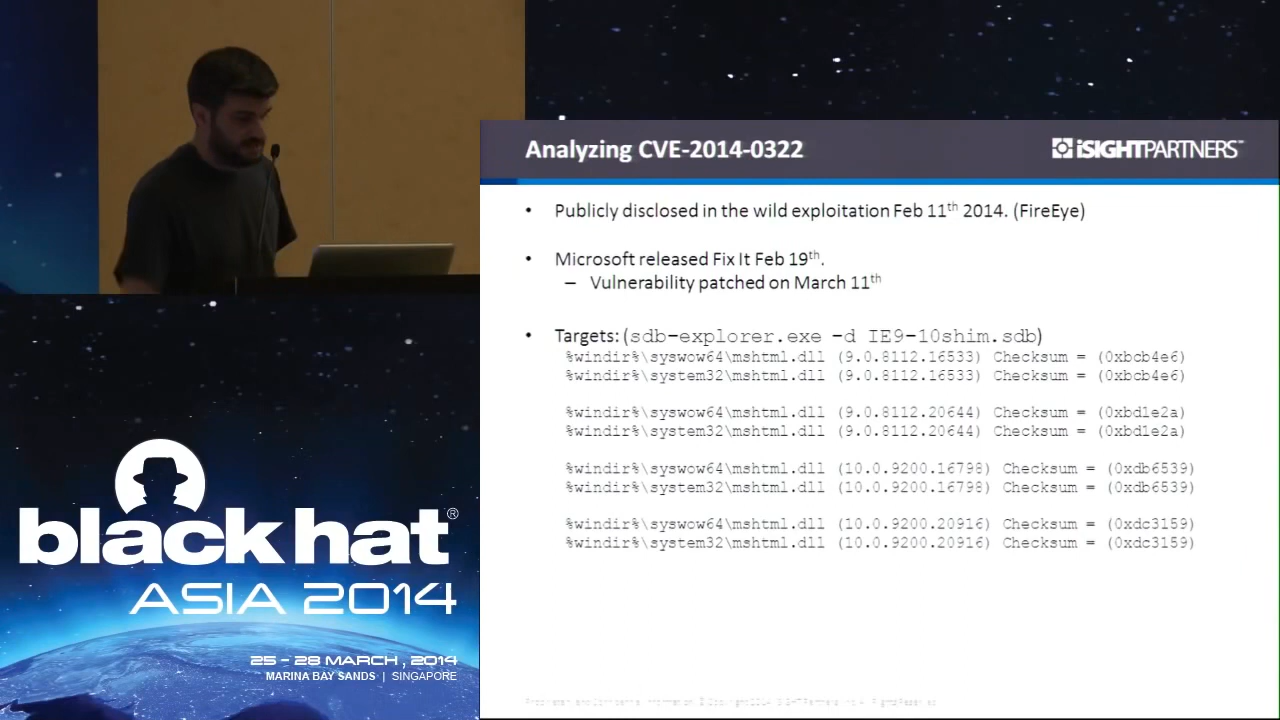 Analyzing CVE-2014-0322
iSIGHTPARTNERS
• Publicly disclosed in the wild exploitation Feb 11th 2014. (FireEye)
• Microsoft released Fix It Feb 19th.
– Vulnerability patched on March 11th
• Targets: (sdb-explorer.exe -d IE9-10shim.sdb)
%windir%\syswow64\mshtml.dll (9.0.8112.16533) Checksum = (0xbcb4e6)
%windir%\system32\mshtml.dll (9.0.8112.16533) Checksum = (0xbcb4e6)
%windir%\syswow64\mshtml.dll (9.0.8112.20644) Checksum = (0xbd1e2a)
%windir%\system32\mshtml.dll (9.0.8112.20644) Checksum = (0xbd1e2a)
%windir%\syswow64\mshtml.dll (10.0.9200.16798) Checksum = (0xdb6539)
%windir%\system32\mshtml.dll (10.0.9200.16798) Checksum = (0xdb6539)
%windir%\syswow64\mshtml.dll (10.0.9200.20916) Checksum = (0xdc3159)
%windir%\system32\mshtml.dll (10.0.9200.20916) Checksum = (0xdc3159)
black hat®
ASIA 2014
25 - 28 MARCH, 2014
MARINA BAY SANDS | SINGAPORE